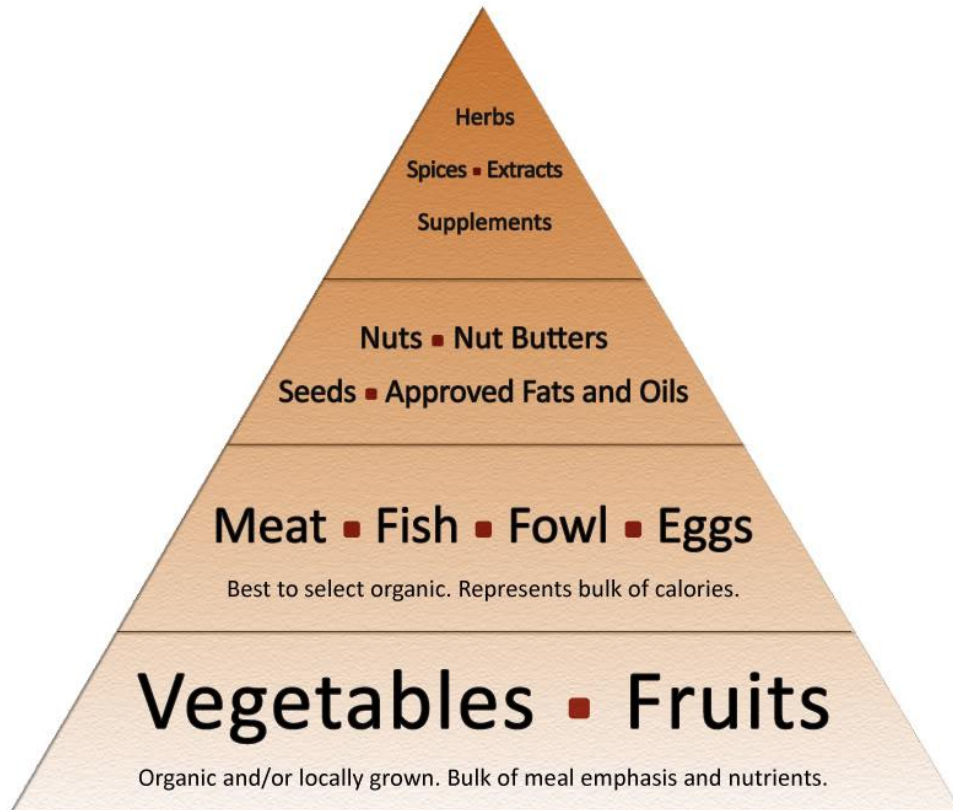 Herbs
Spices ▪ Extracts
Supplements
Nuts ▪ Nut Butters
Seeds ▪ Approved Fats and Oils
Meat ▪ Fish ▪ Fowl ▪ Eggs
Best to select organic. Represents bulk of calories.
Vegetables ▪ Fruits
Organic and/or locally grown. Bulk of meal emphasis and nutrients.